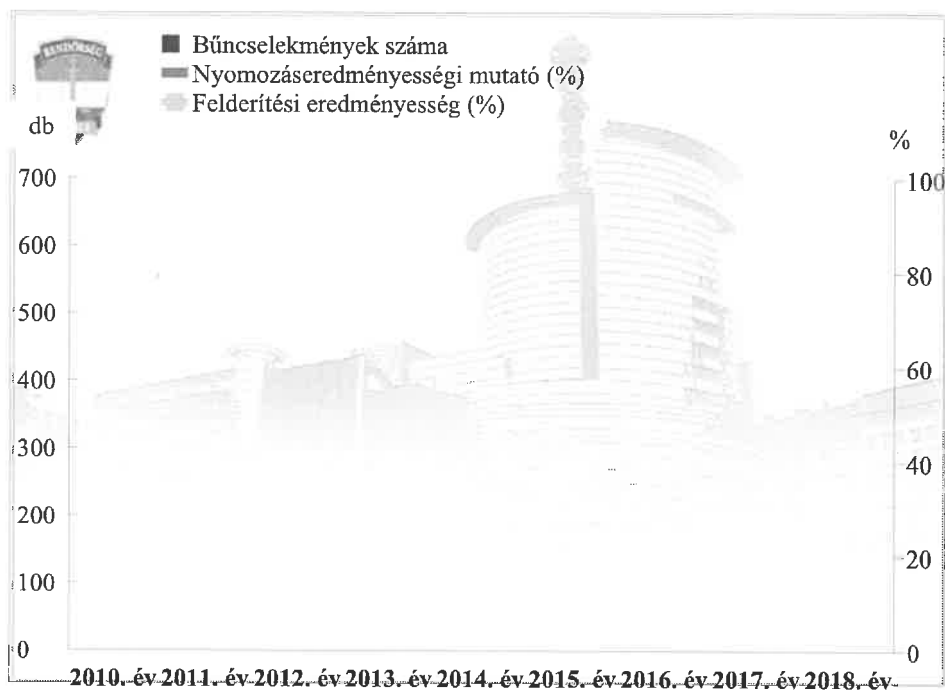 RENDŐRSÉG
Bűncselekmények száma
Nyomozáseredményességi mutató (%)
Felderítési eredményesség (%)
db
%
700
600
500
400
300
200
100
0
100
80
60
40
20
0
2010. év 2011. év 2012. év 2013. év 2014. év 2015. év 2016. év 2017. év 2018. év